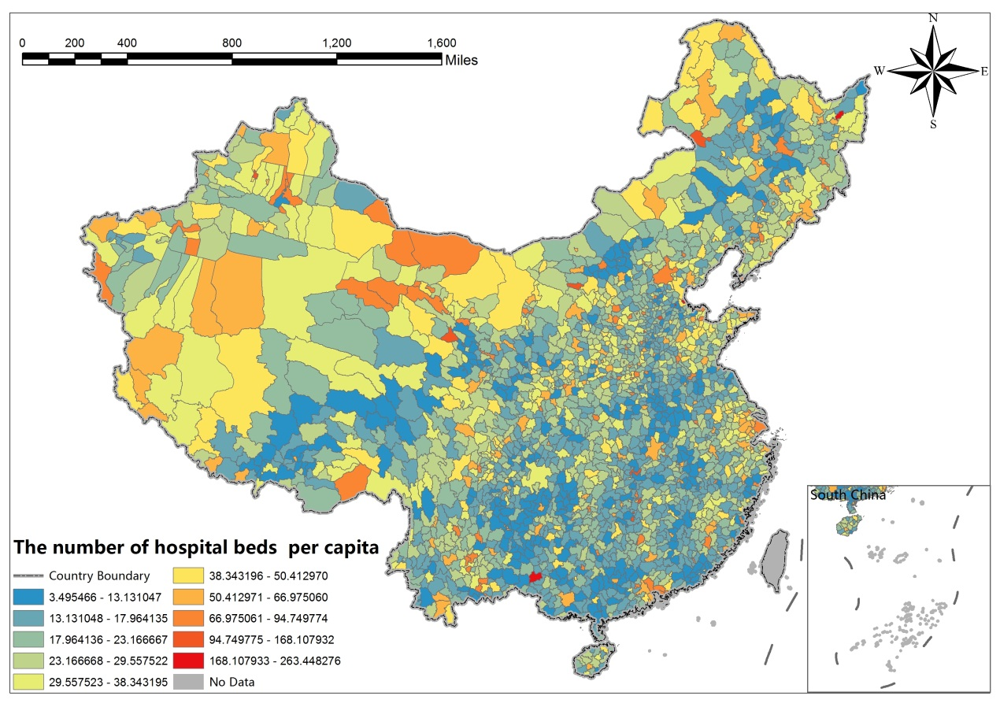 0 200 400 800 1,200 1,600
Miles
N
W E
S
South China
The number of hospital beds  per capita
Country Boundary
3.495466 - 13.131047
13.131048 - 17.964135
17.964136 - 23.166667
23.166668 - 29.557522
29.557523 - 38.343195
38.343196 - 50.412970
50.412971 - 66.975060
66.975061 - 94.749774
94.749775 - 168.107932
168.107933 - 263.448276
No Data